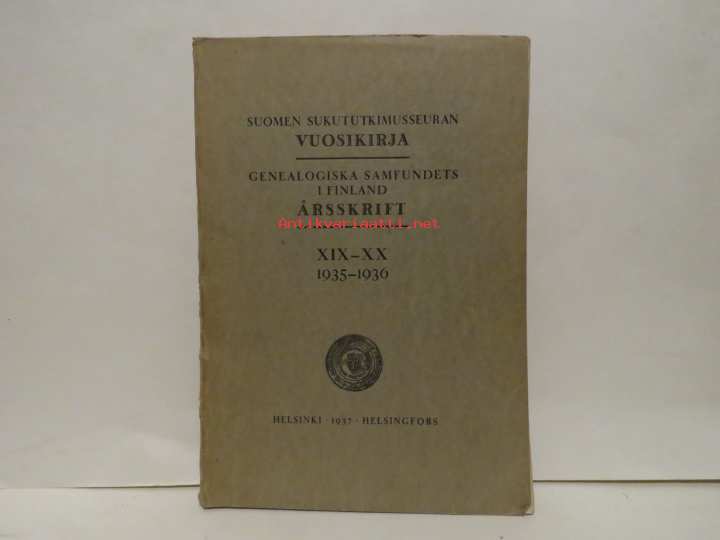 SUOMEN SUKUTUTKIMUSSEURAN
VUOSIKIRJA
GENEALOGISKA SAMFUNDETS
I FINLAND
ÅRSSKRIFT
Antikvariaatti.net
XIX–XX
1935–1936
HELSINKI · 1937 · HELSINGFORS